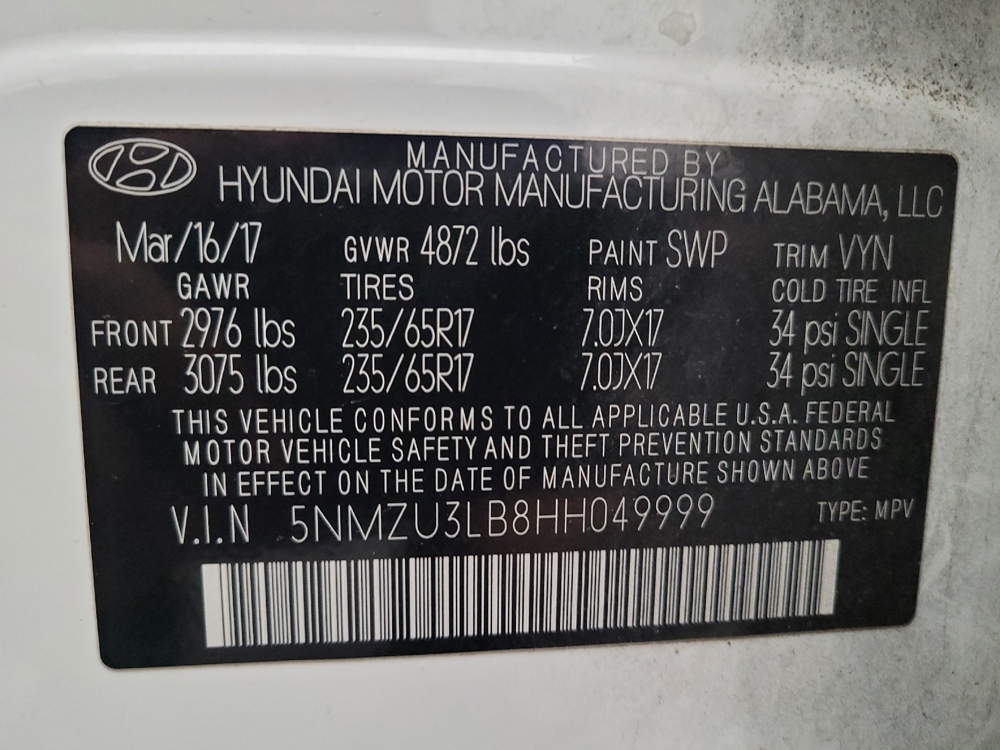 MANUFACTURED BY
HYUNDAI MOTOR MANUFACTURING ALABAMA, LLC
Mar/16/17 GVWR 4872 lbs PAINT SWP TRIM VYN
GAWR TIRES RIMS COLD TIRE INFL
FRONT 2976 lbs 235/65R17 7.0JX17 34 psi SINGLE
REAR 3075 lbs 235/65R17 7.0JX17 34 psi SINGLE
THIS VEHICLE CONFORMS TO ALL APPLICABLE U.S.A. FEDERAL
MOTOR VEHICLE SAFETY AND THEFT PREVENTION STANDARDS
IN EFFECT ON THE DATE OF MANUFACTURE SHOWN ABOVE
V.I.N 5NMZU3LB8HH049999 TYPE: MPV